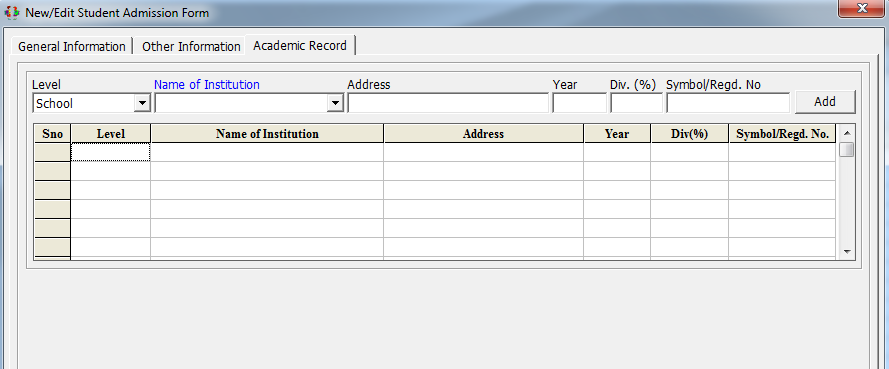 New/Edit Student Admission Form
General Information Other Information Academic Record
Level Name of Institution Address Year Div. (%) Symbol/Regd. No
School Add
Sno Level Name of Institution Address Year Div(%) Symbol/Regd. No.